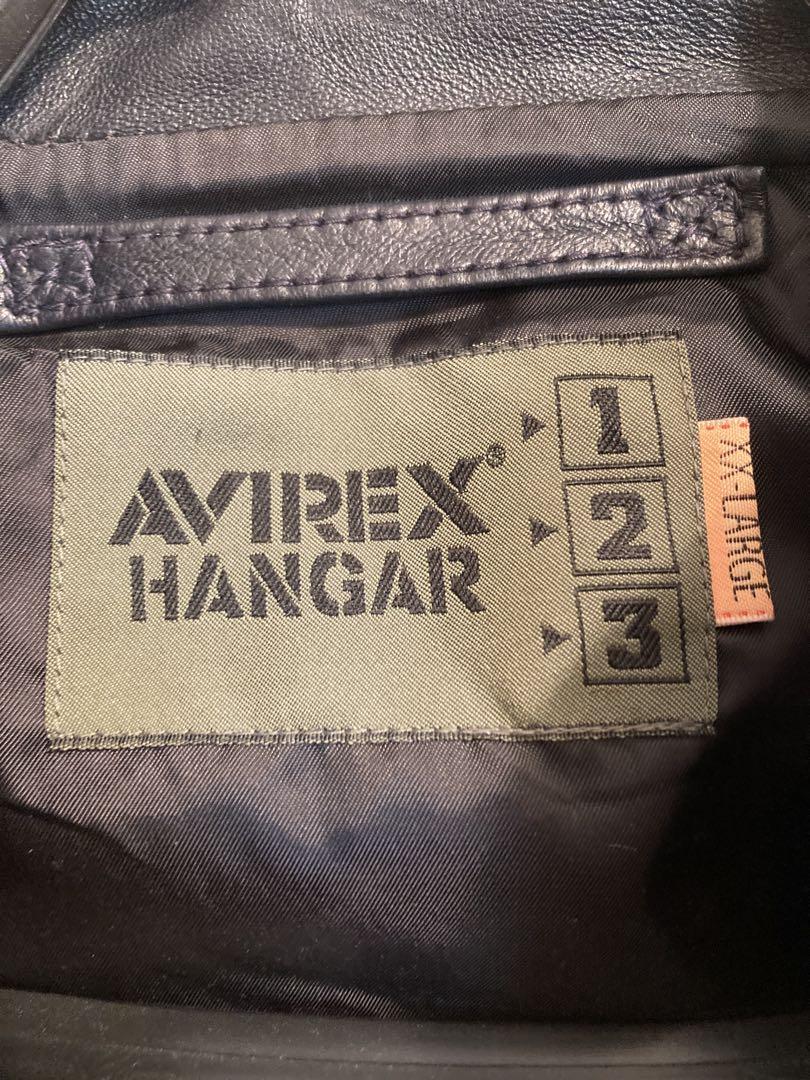 AVIREX®
HANGAR
1
2
3
XX-LARGE